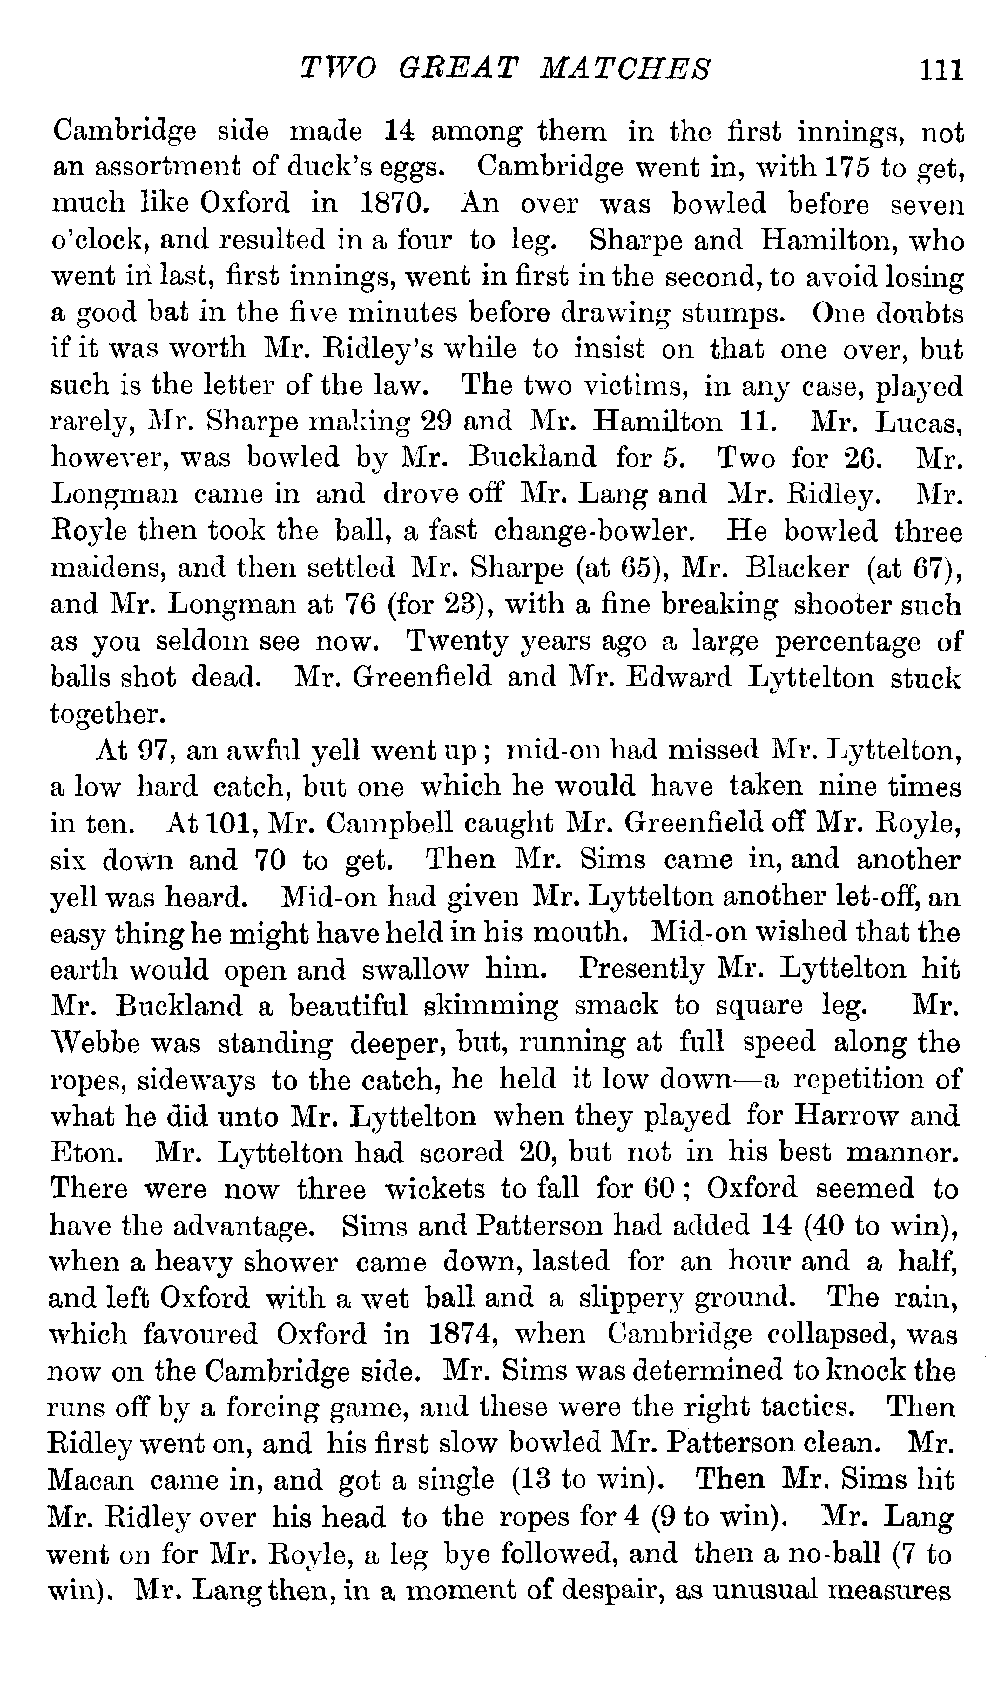 TWO GREAT MATCHES 111
Cambridge side made 14 among them in the first innings, not
an assortment of duck's eggs. Cambridge went in, with 175 to get,
much like Oxford in 1870. An over was bowled before seven
o'clock, and resulted in a four to leg. Sharpe and Hamilton, who
went in last, first innings, went in first in the second, to avoid losing
a good bat in the five minutes before drawing stumps. One doubts
if it was worth Mr. Ridley's while to insist on that one over, but
such is the letter of the law. The two victims, in any case, played
rarely, Mr. Sharpe making 29 and Mr. Hamilton 11. Mr. Lucas,
however, was bowled by Mr. Buckland for 5. Two for 26. Mr.
Longman came in and drove off Mr. Lang and Mr. Ridley. Mr.
Royle then took the ball, a fast change-bowler. He bowled three
maidens, and then settled Mr. Sharpe (at 65), Mr. Blacker (at 67),
and Mr. Longman at 76 (for 23), with a fine breaking shooter such
as you seldom see now. Twenty years ago a large percentage of
balls shot dead. Mr. Greenfield and Mr. Edward Lyttelton stuck
together.
At 97, an awful yell went up; mid-on had missed Mr. Lyttelton,
a low hard catch, but one which he would have taken nine times
in ten. At 101, Mr. Campbell caught Mr. Greenfield off Mr. Royle,
six down and 70 to get. Then Mr. Sims came in, and another
yell was heard. Mid-on had given Mr. Lyttelton another let-off, an
easy thing he might have held in his mouth. Mid-on wished that the
earth would open and swallow him. Presently Mr. Lyttelton hit
Mr. Buckland a beautiful skimming smack to square leg. Mr.
Webbe was standing deeper, but, running at full speed along the
ropes, sideways to the catch, he held it low down—a repetition of
what he did unto Mr. Lyttelton when they played for Harrow and
Eton. Mr. Lyttelton had scored 20, but not in his best manner.
There were now three wickets to fall for 60; Oxford seemed to
have the advantage. Sims and Patterson had added 14 (40 to win),
when a heavy shower came down, lasted for an hour and a half,
and left Oxford with a wet ball and a slippery ground. The rain,
which favoured Oxford in 1874, when Cambridge collapsed, was
now on the Cambridge side. Mr. Sims was determined to knock the
runs off by a forcing game, and these were the right tactics. Then
Ridley went on, and his first slow bowled Mr. Patterson clean. Mr.
Macan came in, and got a single (13 to win). Then Mr. Sims hit
Mr. Ridley over his head to the ropes for 4 (9 to win). Mr. Lang
went on for Mr. Royle, a leg bye followed, and then a no-ball (7 to
win). Mr. Lang then, in a moment of despair, as unusual measures